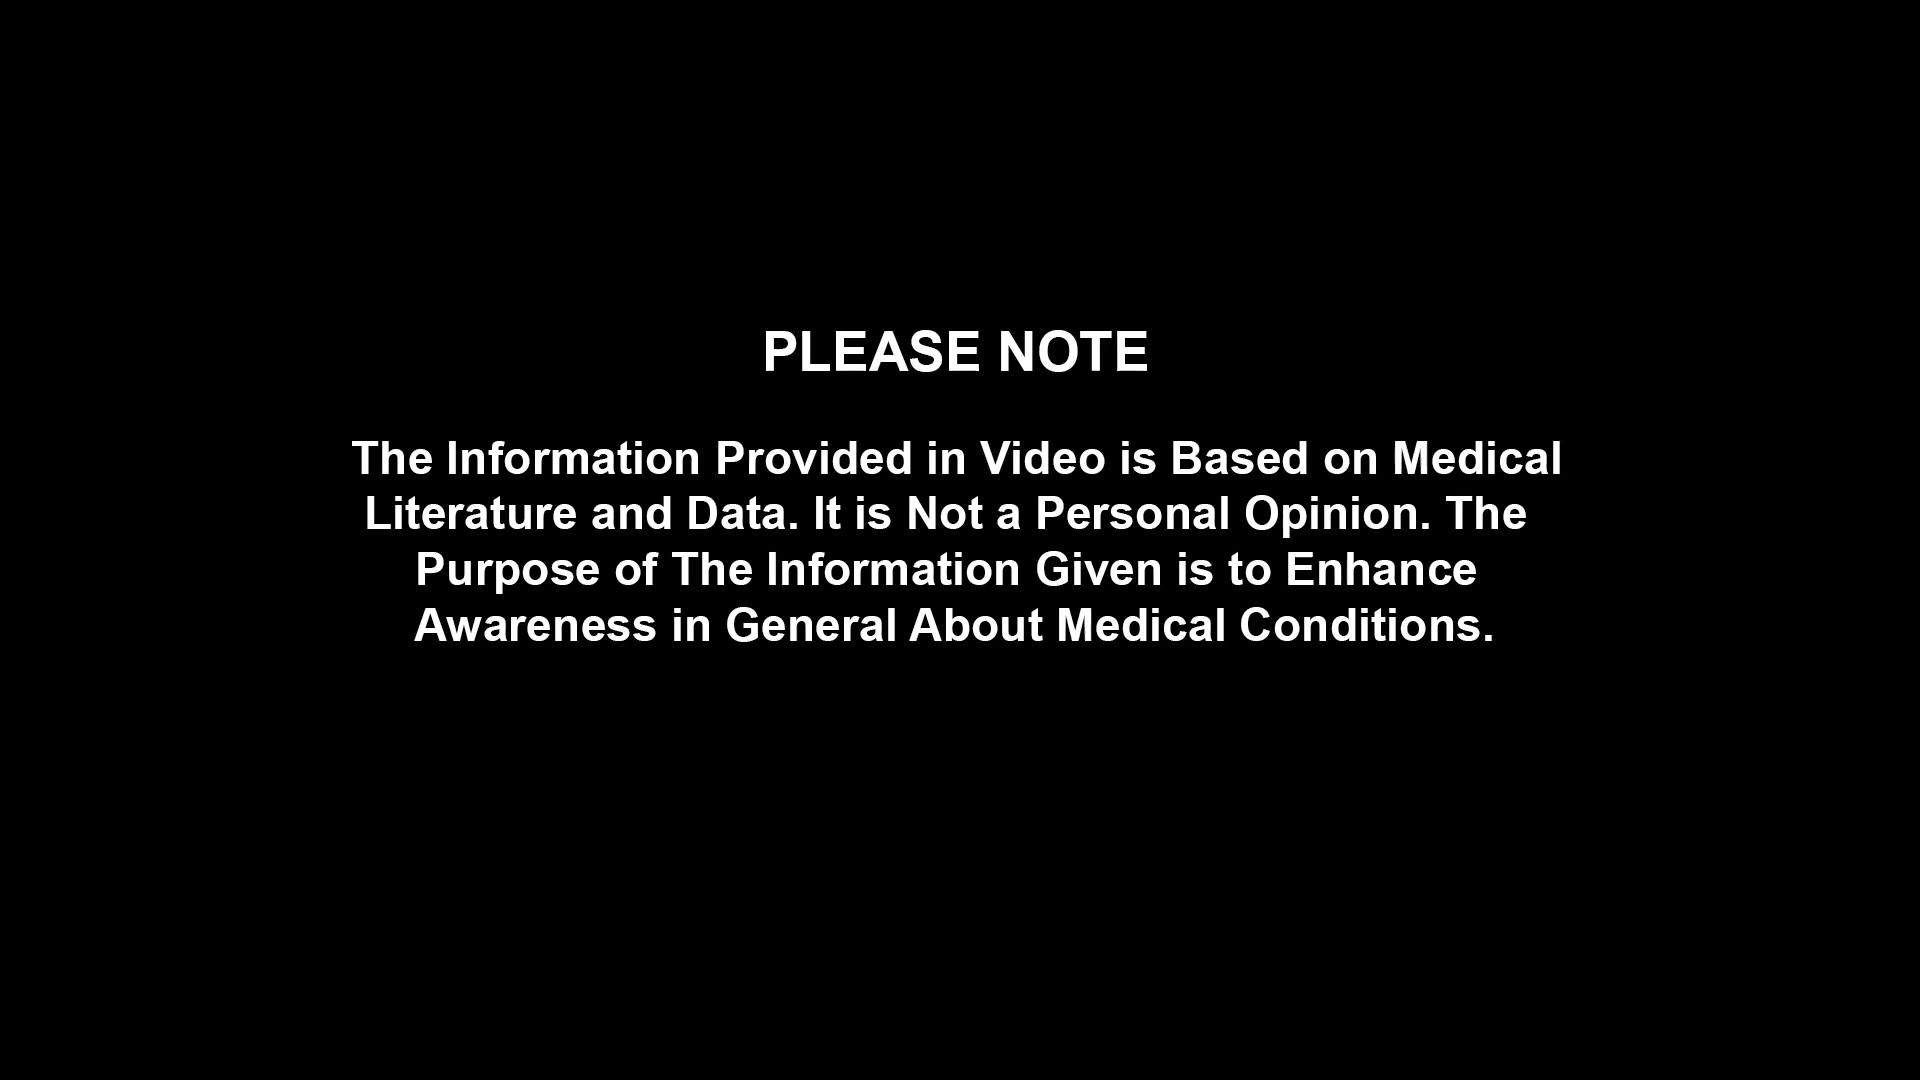 PLEASE NOTE
The Information Provided in Video is Based on Medical
Literature and Data. It is Not a Personal Opinion. The
Purpose of The Information Given is to Enhance
Awareness in General About Medical Conditions.